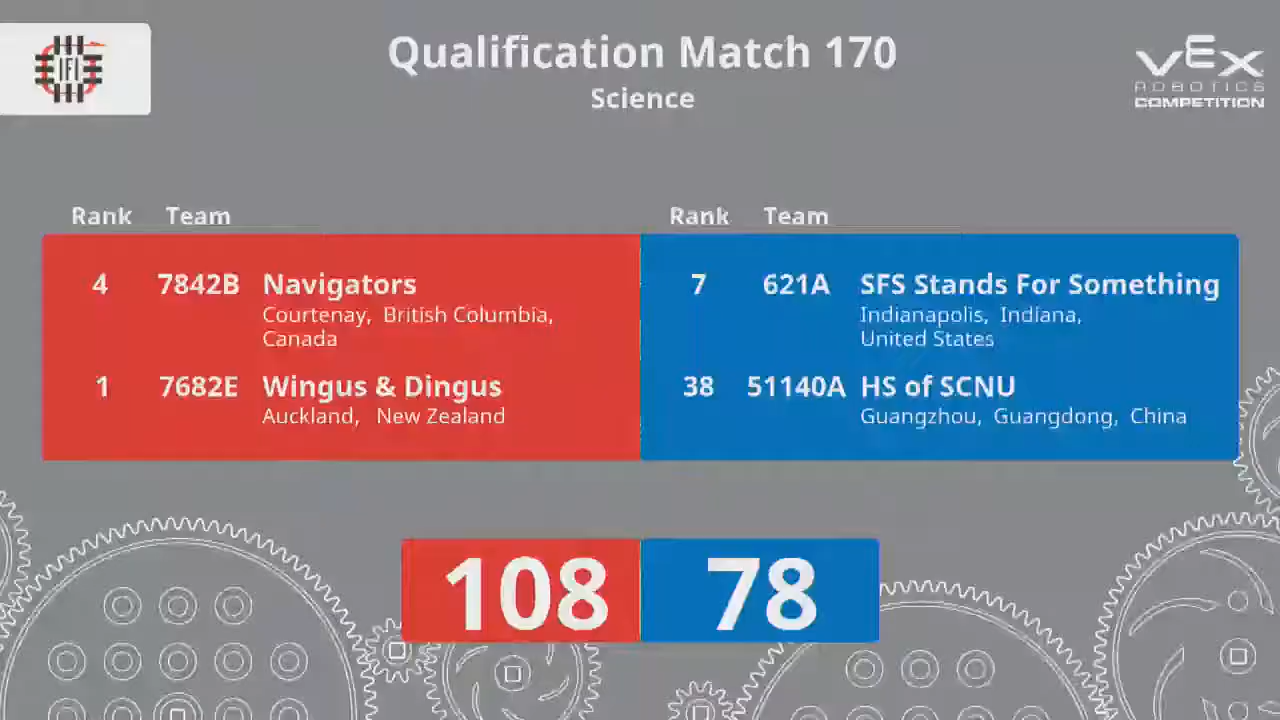 IFI
Qualification Match 170
Science
VEX
ROBOTICS
COMPETITION
Rank Team
4 7842B Navigators
Courtenay, British Columbia,
Canada
1 7682E Wingus & Dingus
Auckland, New Zealand
Rank Team
7 621A SFS Stands For Something
Indianapolis, Indiana,
United States
38 51140A HS of SCNU
Guangzhou, Guangdong, China
108 78